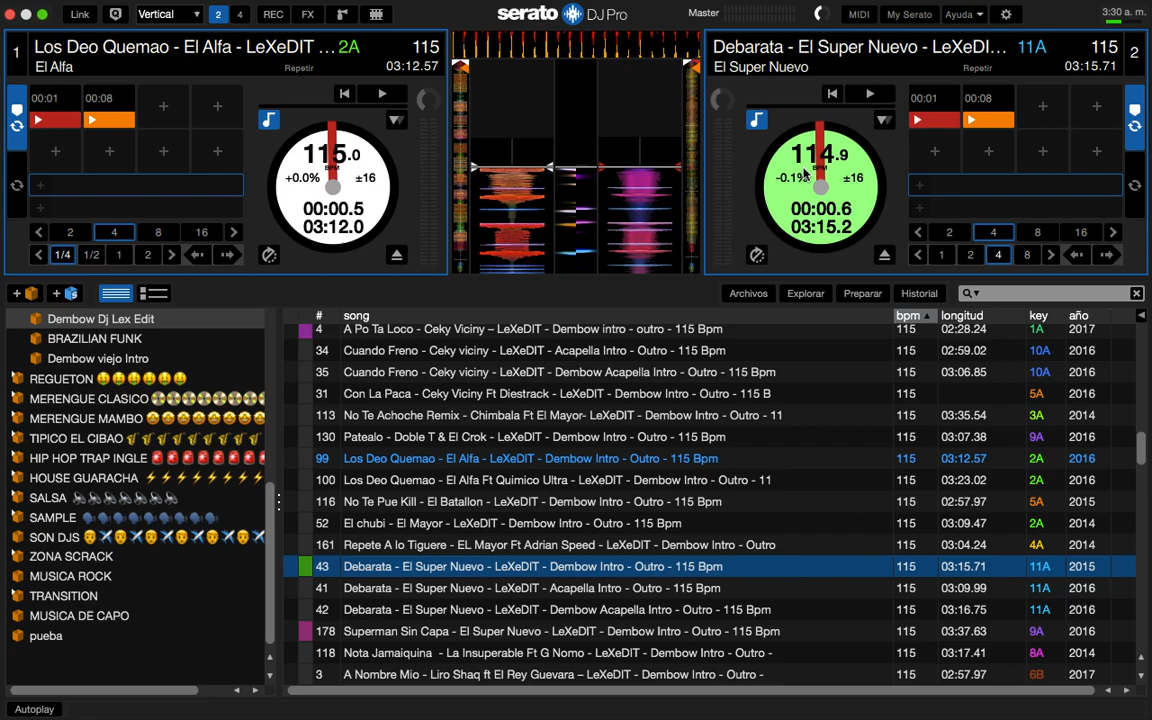 Link
Vertical
2
4
REC
FX
serato DJ Pro
Master
MIDI
My Serato
Ayuda
3:30 a. m.
1
Los Deo Quemao - El Alfa - LeXeDIT ...
2A
115
El Alfa
Repetir
03:12.57
Debarata - El Super Nuevo - LeXeDI...
11A
115
2
El Super Nuevo
Repetir
03:15.71
00:01
00:08
115.0
BPM
+0.0%
±16
00:00.5
03:12.0
2
4
8
16
1/4
1/2
1
2
114.9
BPM
-0.1%
±16
00:00.6
03:15.2
00:01
00:08
2
4
8
16
1
2
4
8
Archivos
Explorar
Preparar
Historial
Dembow Dj Lex Edit
BRAZILIAN FUNK
Dembow viejo Intro
REGUETON 🤑🤑🤑🤑🤑🤑
MERENGUE CLASICO 📀📀📀📀📀📀📀
MERENGUE MAMBO 🤩🤩🤩🤩🤩🤩🤩
TIPICO EL CIBAO 🎷🎷🎷🎷🎷🎷🎷
HIP HOP TRAP INGLE 🚨🚨🚨🚨🚨🚨🚨
HOUSE GUARACHA ⚡⚡⚡⚡⚡⚡⚡⚡
SALSA
SAMPLE 🗣🗣🗣🗣🗣🗣🗣🗣
SON DJS 👨✈️👨✈️👨✈️👨✈️👨✈️
ZONA SCRACK
MUSICA ROCK
TRANSITION
MUSICA DE CAPO
pueba
# song bpm longitud key año
4 A Po Ta Loco - Ceky Viciny – LeXeDIT - Dembow intro - outro - 115 Bpm 115 02:28.24 1A 2017
34 Cuando Freno - Ceky viciny - LeXeDIT - Acapella Intro - Outro - 115 Bpm 115 02:59.02 10A 2016
35 Cuando Freno - Ceky viciny - LeXeDIT - Dembow Acapella Intro - Outro - 115 Bpm 115 03:06.85 10A 2016
31 Con La Paca - Ceky Viciny Ft Diestrack - LeXeDIT - Dembow Intro - Outro - 115 B 115 5A 2016
113 No Te Achoche Remix - Chimbala Ft El Mayor- LeXeDIT - Dembow Intro - Outro - 11 115 03:35.54 3A 2014
130 Patealo - Doble T & El Crok - LeXeDIT - Dembow Intro - Outro - 115 Bpm 115 03:07.38 9A 2016
99 Los Deo Quemao - El Alfa - LeXeDIT - Dembow Intro - Outro - 115 Bpm 115 03:12.57 2A 2016
100 Los Deo Quemao - El Alfa Ft Quimico Ultra - LeXeDIT - Dembow Intro - Outro - 11 115 03:23.02 2A 2016
116 No Te Pue Kill - El Batallon - LeXeDIT - Dembow Intro - Outro - 115 Bpm 115 02:57.97 5A 2015
52 El chubi - El Mayor - LeXeDIT - Dembow Intro - Outro - 115 Bpm 115 03:09.47 2A 2014
161 Repete A lo Tiguere - EL Mayor Ft Adrian Speed - LeXeDIT - Dembow Intro - Outro 115 03:04.24 4A 2014
43 Debarata - El Super Nuevo - LeXeDIT - Dembow Intro - Outro - 115 Bpm 115 03:15.71 11A 2015
41 Debarata - El Super Nuevo - LeXeDIT - Acapella Intro - Outro - 115 Bpm 115 03:09.99 11A 2016
42 Debarata - El Super Nuevo - LeXeDIT - Dembow Acapella Intro - Outro - 115 Bpm 115 03:16.75 11A 2016
178 Superman Sin Capa - El Super Nuevo - LeXeDIT - Dembow Intro - Outro - 115 Bpm 115 03:37.63 9A 2016
118 Nota Jamaiquina - La Insuperable Ft G Nomo - LeXeDIT - Dembow Intro - Outro - 115 03:17.41 8A 2014
3 A Nombre Mio - Liro Shaq ft El Rey Guevara – LeXeDIT - Dembow Intro - Outro - 115 02:57.97 6B 2016
Autoplay